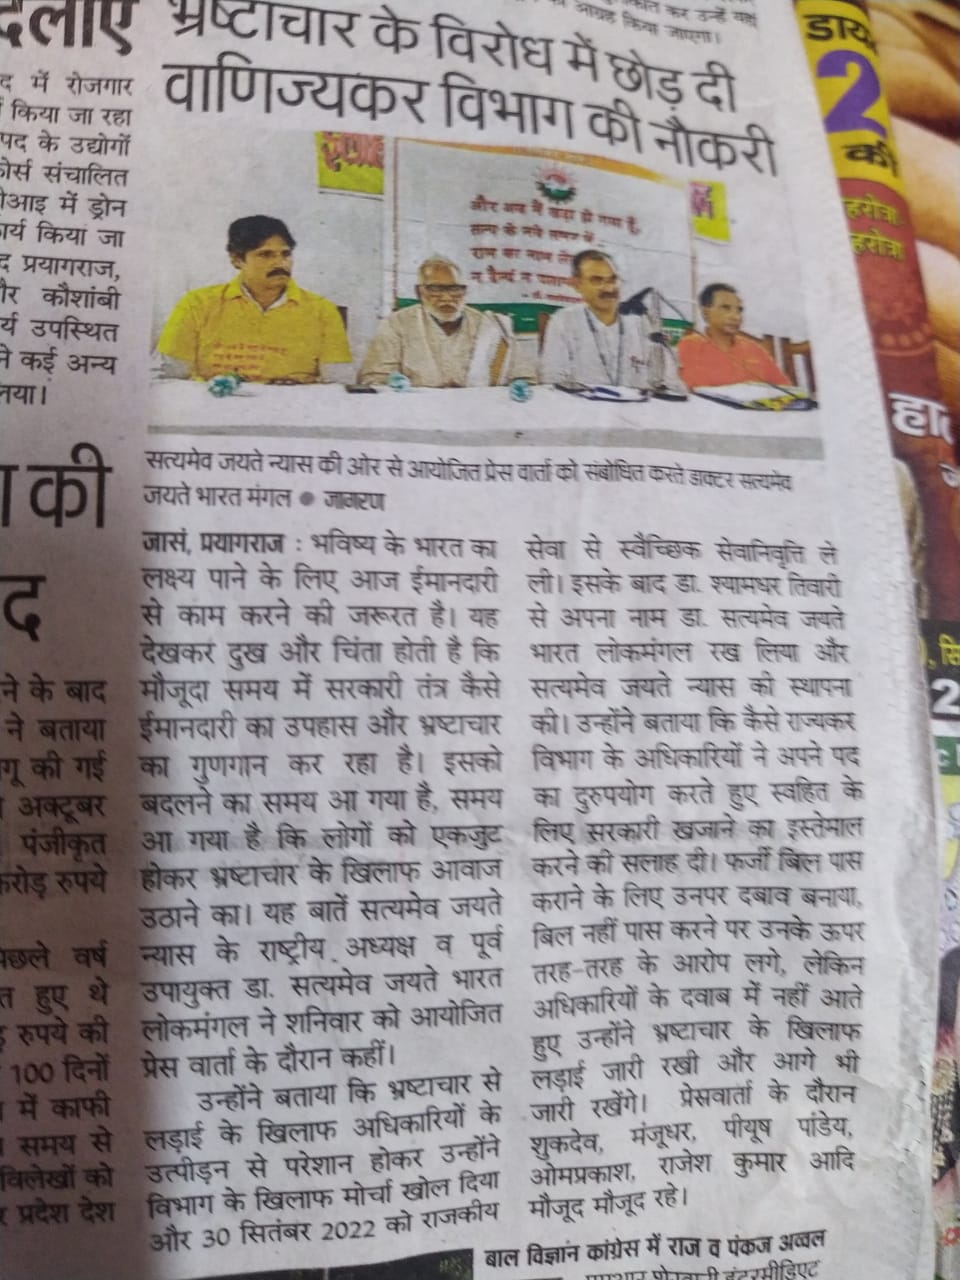 दलाए
द में रोजगार
किया जा रहा
पद के उद्योगों
कोर्स संचालित
ीआइ में ड्रोन
ार्य किया जा
द प्रयागराज,
और कौशांबी
र्य उपस्थित
ने कई अन्य
लिया।
की
द
ने के बाद
ने बताया
गू की गई
अक्टूबर
पंजीकृत
करोड़ रुपये
पिछले वर्ष
त हुए थे
रुपये की
100 दिनों
में काफी
समय से
विलेखों को
र प्रदेश देश
आग्रह किया जाएगा।
भ्रष्टाचार के विरोध में छोड़ दी
वाणिज्यकर विभाग की नौकरी
और अब मैं खड़ा हो गया हूं,
सत्यमेव जयते न्यास की ओर से आयोजित प्रेस वार्ता को संबोधित करते डाक्टर सत्यमेव
जयते भारत मंगल ● जागरण
जासं, प्रयागराज : भविष्य के भारत का
लक्ष्य पाने के लिए आज ईमानदारी
से काम करने की जरूरत है। यह
देखकर दुख और चिंता होती है कि
मौजूदा समय में सरकारी तंत्र कैसे
ईमानदारी का उपहास और भ्रष्टाचार
का गुणगान कर रहा है। इसको
बदलने का समय आ गया है, समय
आ गया है कि लोगों को एकजुट
होकर भ्रष्टाचार के खिलाफ आवाज
उठाने का। यह बातें सत्यमेव जयते
न्यास के राष्ट्रीय अध्यक्ष व पूर्व
उपायुक्त डा. सत्यमेव जयते भारत
लोकमंगल ने शनिवार को आयोजित
प्रेस वार्ता के दौरान कहीं।
उन्होंने बताया कि भ्रष्टाचार से
लड़ाई के खिलाफ अधिकारियों के
उत्पीड़न से परेशान होकर उन्होंने
विभाग के खिलाफ मोर्चा खोल दिया
और 30 सितंबर 2022 को राजकीय
सेवा से स्वैच्छिक सेवानिवृत्ति ले
ली। इसके बाद डा. श्यामधर तिवारी
से अपना नाम डा. सत्यमेव जयते
भारत लोकमंगल रख लिया और
सत्यमेव जयते न्यास की स्थापना
की। उन्होंने बताया कि कैसे राज्यकर
विभाग के अधिकारियों ने अपने पद
का दुरुपयोग करते हुए स्वहित के
लिए सरकारी खजाने का इस्तेमाल
करने की सलाह दी। फर्जी बिल पास
कराने के लिए उनपर दबाव बनाया,
बिल नहीं पास करने पर उनके ऊपर
तरह-तरह के आरोप लगे, लेकिन
अधिकारियों के दवाब में नहीं आते
हुए उन्होंने भ्रष्टाचार के खिलाफ
लड़ाई जारी रखी और आगे भी
जारी रखेंगे। प्रेसवार्ता के दौरान
शुकदेव, मंजूधर, पीयूष पांडेय,
ओमप्रकाश, राजेश कुमार आदि
मौजूद मौजूद रहे।
बाल विज्ञान कांग्रेस में राज व पंकज अव्वल
डाय
2
की